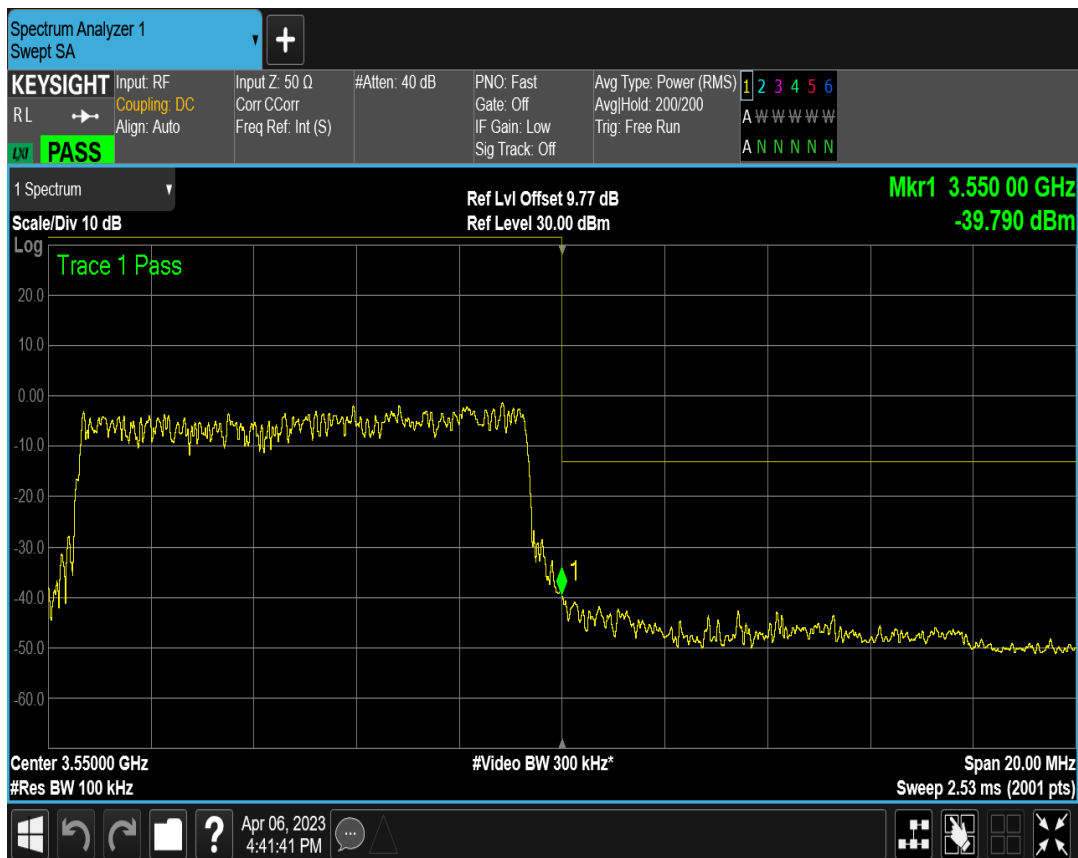 Spectrum Analyzer 1
Swept SA
+
KEYSIGHT
R L
LXI PASS
Input: RF
Coupling: DC
Align: Auto
Input Z: 50 Ω
Corr CCorr
Freq Ref: Int (S)
#Atten: 40 dB
PNO: Fast
Gate: Off
IF Gain: Low
Sig Track: Off
Avg Type: Power (RMS)
Avg|Hold: 200/200
Trig: Free Run
1 2 3 4 5 6
A W W W W W
A N N N N N
1 Spectrum
Scale/Div 10 dB
Ref Lvl Offset 9.77 dB
Ref Level 30.00 dBm
Mkr1 3.550 00 GHz
-39.790 dBm
Log
Trace 1 Pass
20.0
10.0
0.00
-10.0
-20.0
-30.0
-40.0
-50.0
-60.0
1
Center 3.55000 GHz
#Res BW 100 kHz
#Video BW 300 kHz*
Span 20.00 MHz
Sweep 2.53 ms (2001 pts)
?
Apr 06, 2023
4:41:41 PM